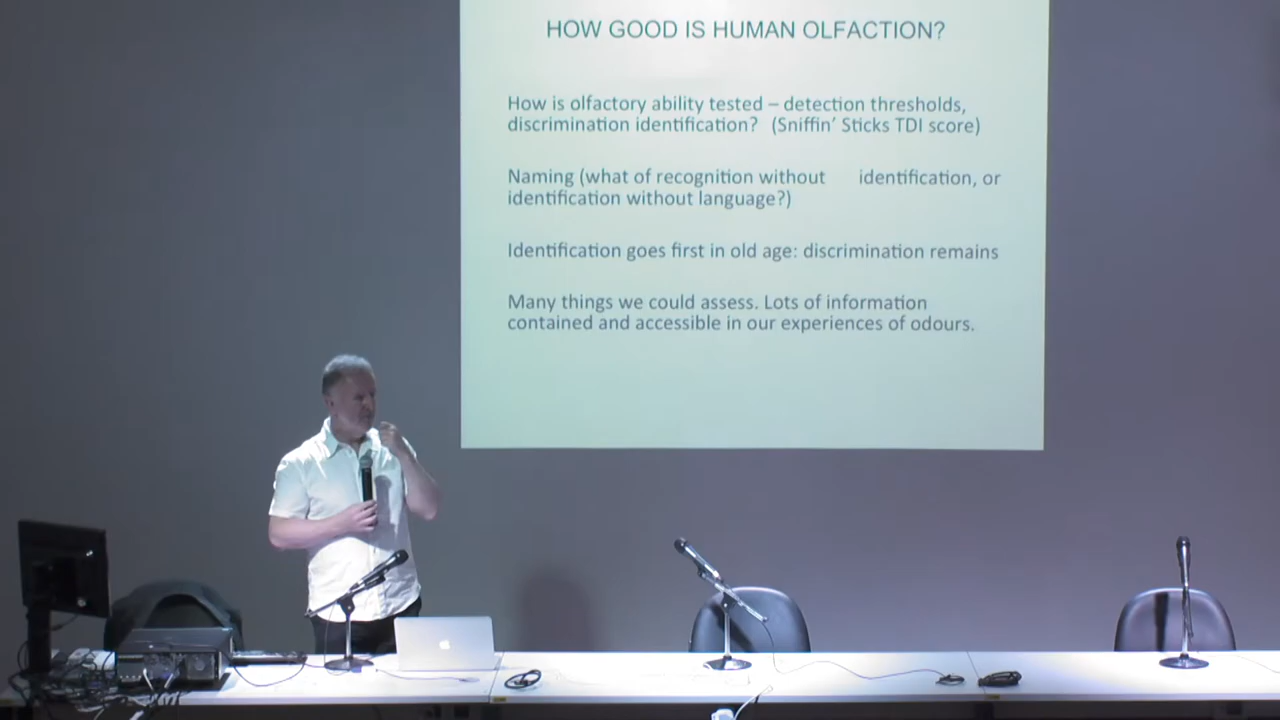 HOW GOOD IS HUMAN OLFACTION?
How is olfactory ability tested – detection thresholds,
discrimination identification? (Sniffin’ Sticks TDI score)
Naming (what of recognition without identification, or
identification without language?)
Identification goes first in old age: discrimination remains
Many things we could assess. Lots of information
contained and accessible in our experiences of odours.